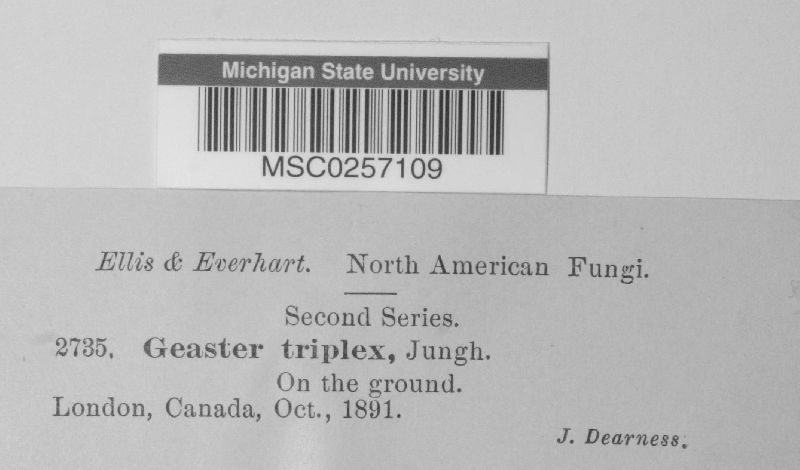 Michigan State University
MSC0257109
Ellis & Everhart. North American Fungi.
Second Series.
2735. Geaster triplex, Jungh.
On the ground.
London, Canada, Oct., 1891.
J. Dearness.